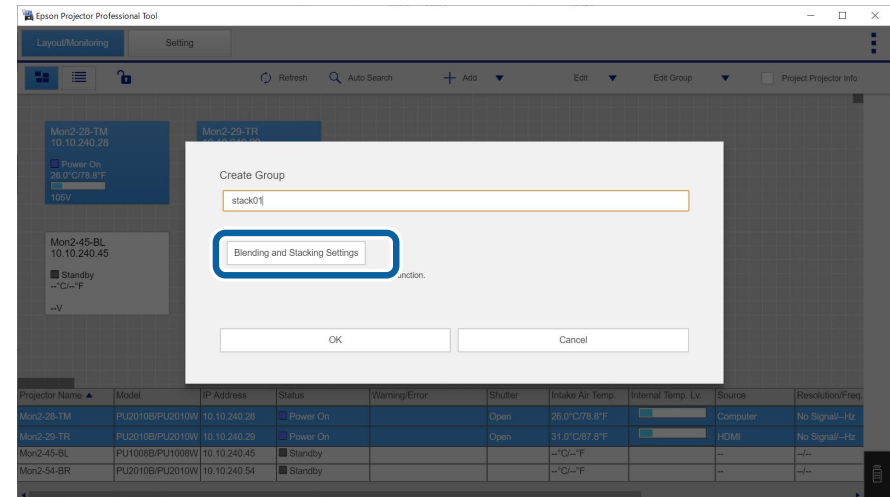 Epson Projector Professional Tool
Layout/Monitoring Setting
Refresh Auto Search Add Edit Edit Group Project Projector Info
Mon2-28-TM
10.10.240.28
Power On
26.0°C/78.8°F
105V
Mon2-29-TR
Mon2-45-BL
10.10.240.45
Standby
--°C/--°F
--V
Create Group
stack01
Blending and Stacking Settings
unction.
OK Cancel
Projector Name Model IP Address Status Warning/Error Shutter Intake Air Temp. Internal Temp. Lv. Source Resolution/Freq.
Mon2-28-TM PU2010B/PU2010W 10.10.240.28 Power On Open 26.0°C/78.8°F Computer No Signal/--Hz
Mon2-29-TR PU2010B/PU2010W 10.10.240.29 Power On Open 31.0°C/87.8°F HDMI No Signal/--Hz
Mon2-45-BL PU1008B/PU1008W 10.10.240.45 Standby --°C/--°F -- --/--
Mon2-54-BR PU2010B/PU2010W 10.10.240.54 Standby --°C/--°F -- --/--